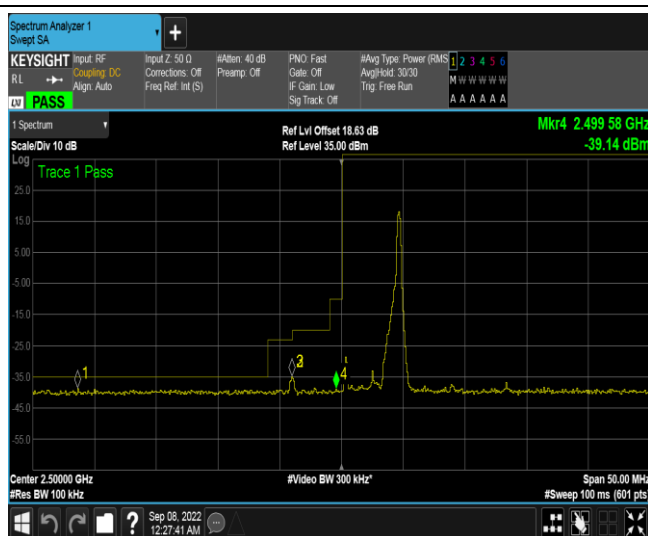 Spectrum Analyzer 1
Swept SA
+
KEYSIGHT Input: RF Input Z: 50 Ω #Atten: 40 dB PNO: Fast #Avg Type: Power (RMS 1 2 3 4 5 6
RL Coupling: DC Corrections: Off Preamp: Off Gate: Off Avg|Hold: 30/30 M W W W W W
Align: Auto Freq Ref: Int (S) IF Gain: Low Trig: Free Run
Sig Track: Off A A A A A A
LXI PASS
1 Spectrum Ref Lvl Offset 18.63 dB Mkr4 2.499 58 GHz
Scale/Div 10 dB Ref Level 35.00 dBm -39.14 dBm
Log
Trace 1 Pass
25.0
15.0
5.00
-5.00
-15.0
-25.0
-35.0
1
3
4
-45.0
-55.0
Center 2.50000 GHz #Video BW 300 kHz* Span 50.00 MHz
#Res BW 100 kHz #Sweep 100 ms (601 pts
? Sep 08, 2022
12:27:41 AM